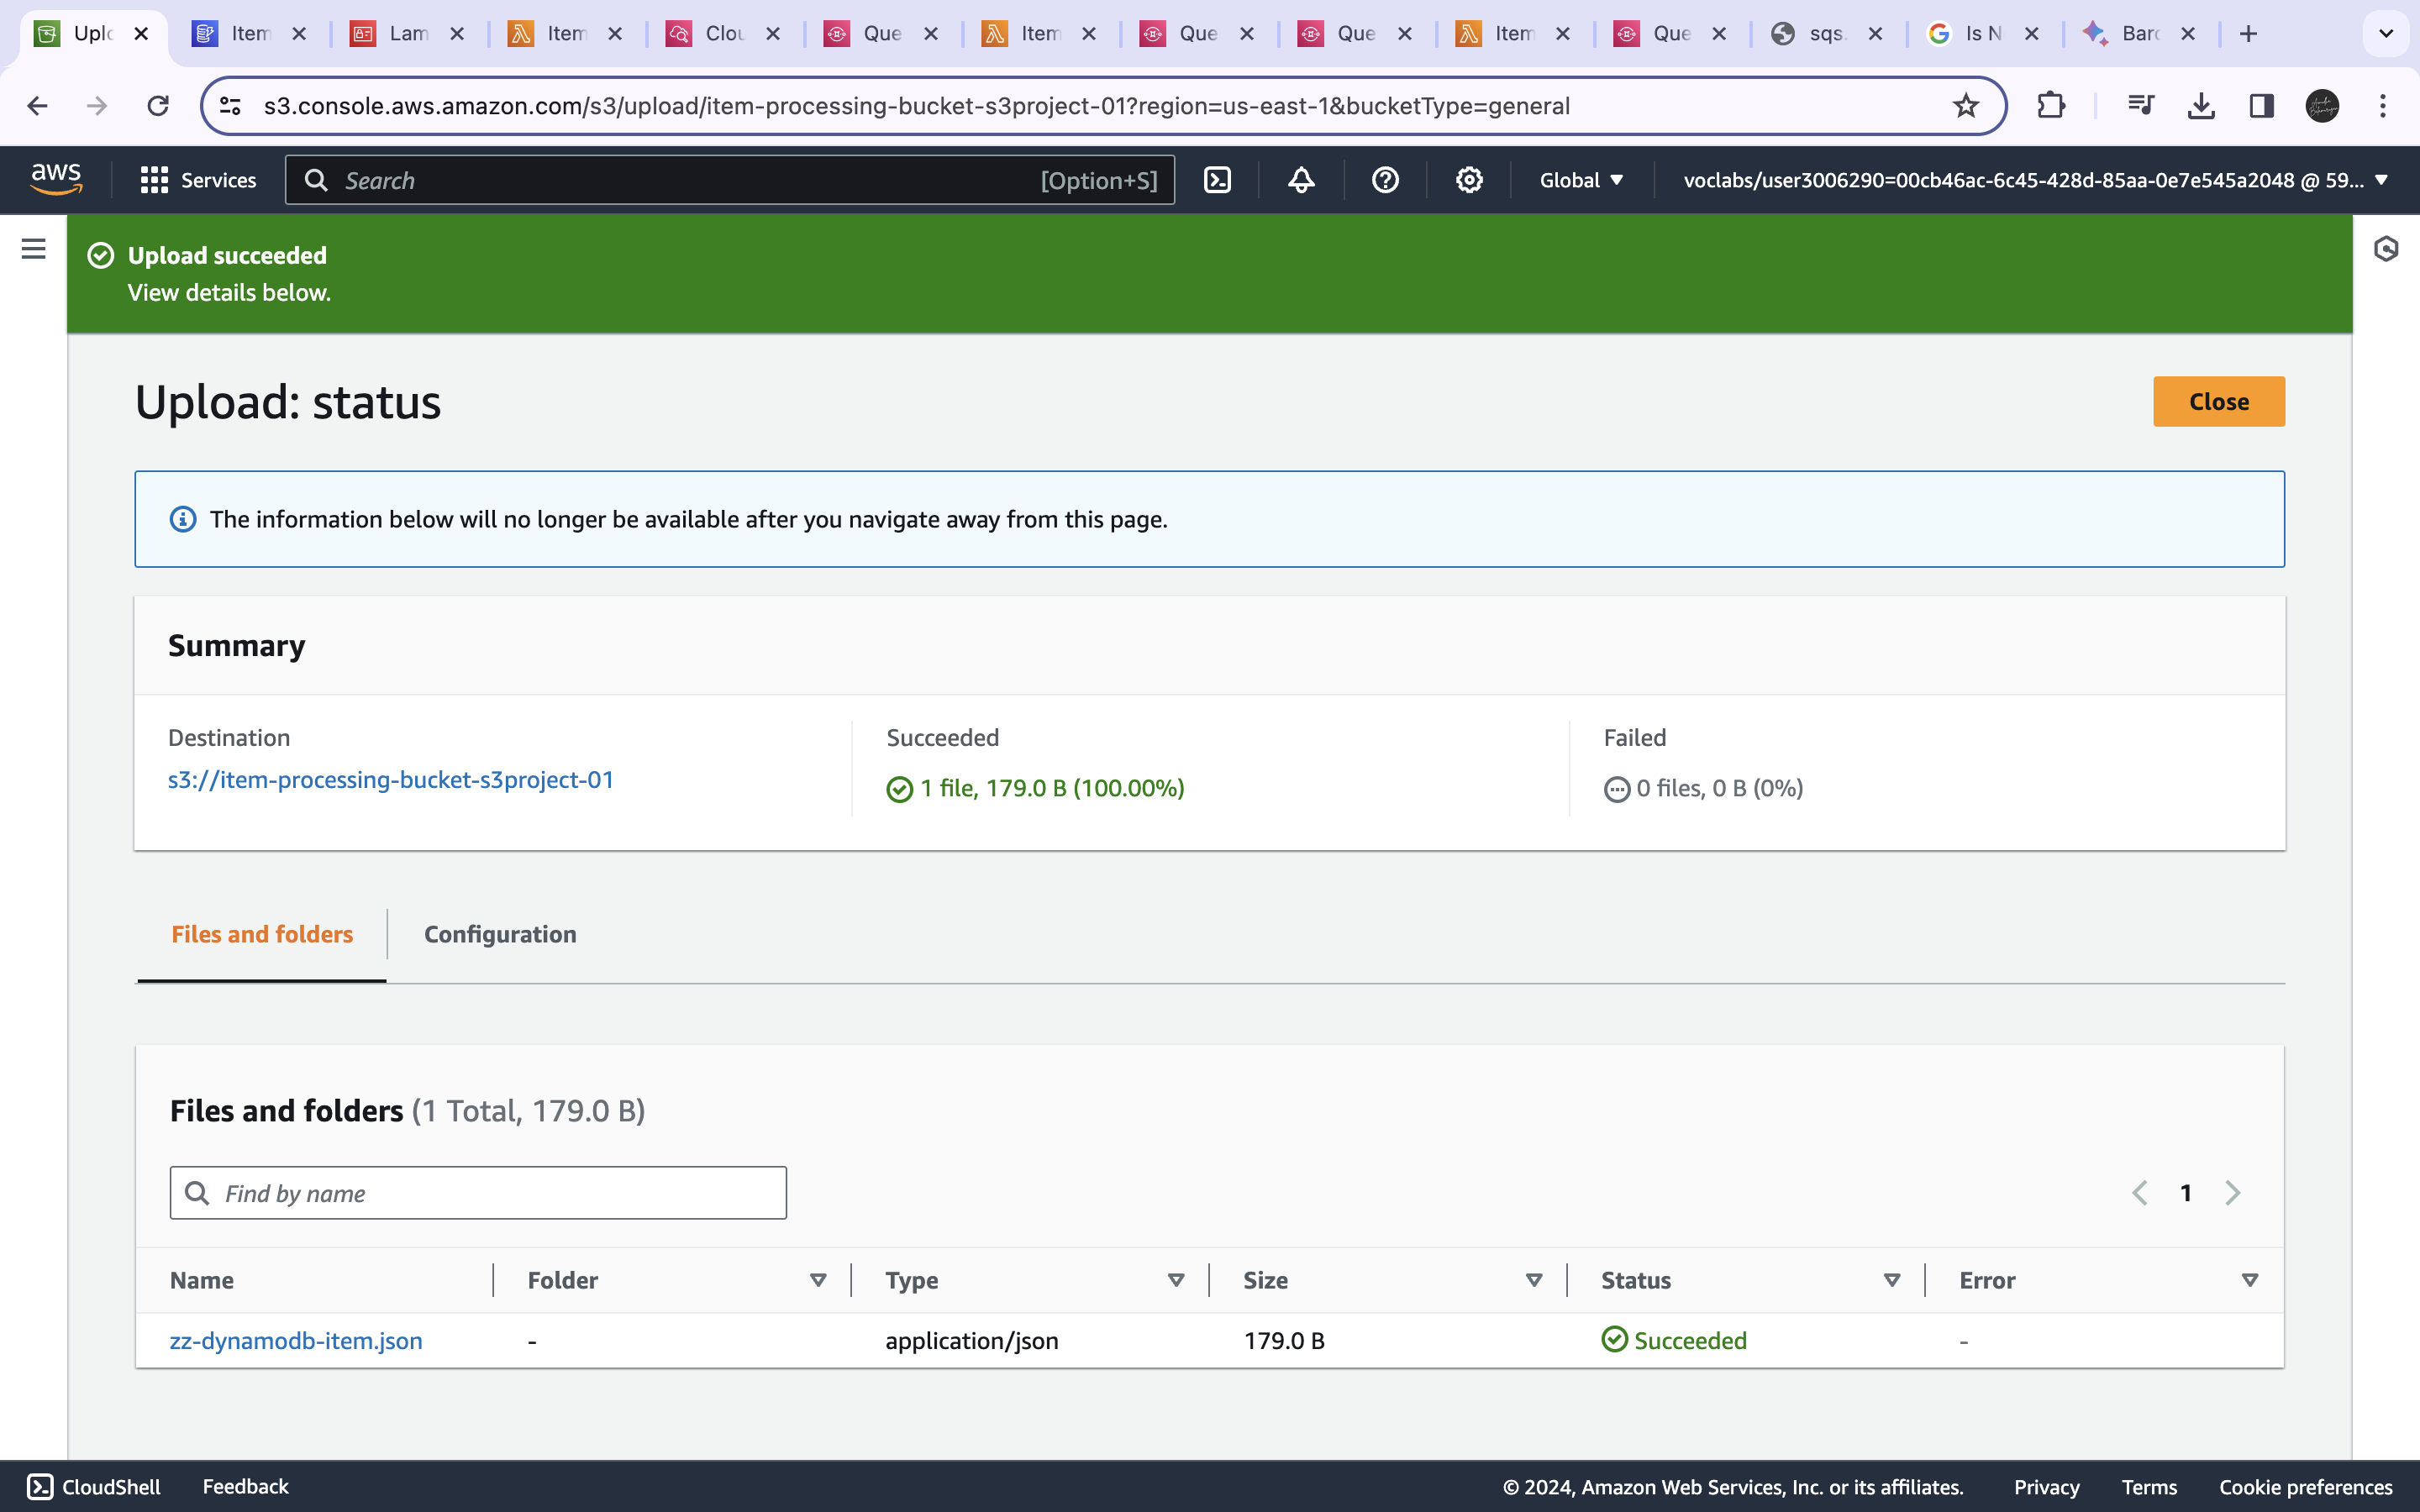 Uplo
Item
Lam
Item
Clou
Que
Item
Que
Que
Item
Que
sqs.
Is N
Bard
s3.console.aws.amazon.com/s3/upload/item-processing-bucket-s3project-01?region=us-east-1&bucketType=general
aws
Services
Search
[Option+S]
Global
voclabs/user3006290=00cb46ac-6c45-428d-85aa-0e7e545a2048 @ 59...
Upload succeeded
View details below.
Upload: status
Close
The information below will no longer be available after you navigate away from this page.
Summary
Destination
s3://item-processing-bucket-s3project-01
Succeeded
1 file, 179.0 B (100.00%)
Failed
0 files, 0 B (0%)
Files and folders
Configuration
Files and folders (1 Total, 179.0 B)
Find by name
1
Name Folder Type Size Status Error
zz-dynamodb-item.json - application/json 179.0 B Succeeded -
CloudShell
Feedback
© 2024, Amazon Web Services, Inc. or its affiliates.
Privacy
Terms
Cookie preferences